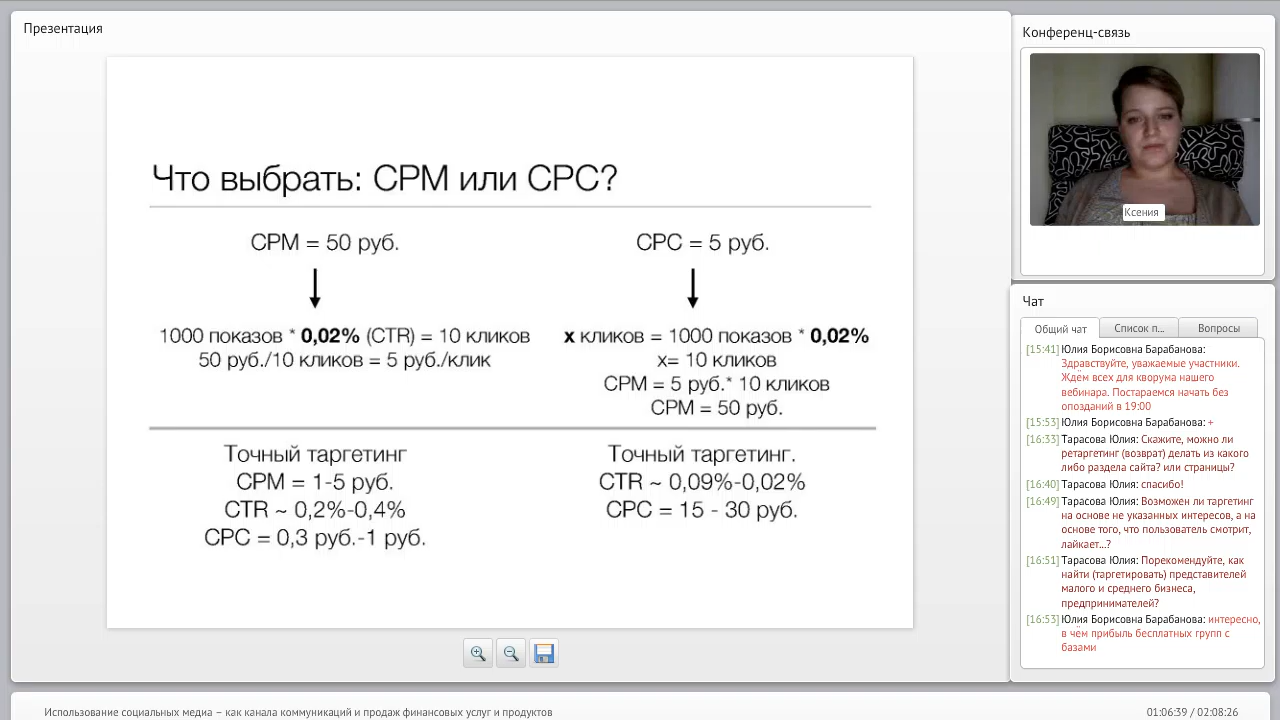 Презентация
Что выбрать: CPM или CPC?
CPM = 50 руб.
1000 показов * 0,02% (CTR) = 10 кликов
50 руб./10 кликов = 5 руб./клик
CPC = 5 руб.
x кликов = 1000 показов * 0,02%
x= 10 кликов
CPM = 5 руб.* 10 кликов
CPM = 50 руб.
Точный таргетинг
CPM = 1-5 руб.
CTR ~ 0,2%-0,4%
CPC = 0,3 руб.-1 руб.
Точный таргетинг.
CTR ~ 0,09%-0,02%
CPC = 15 - 30 руб.
Конференц-связь
Ксения
Чат
Общий чат
Список п...
Вопросы
[15:41] Юлия Борисовна Барабанова:
Здравствуйте, уважаемые участники.
Ждём всех для кворума нашего
вебинара. Постараемся начать без
опозданий в 19:00
[15:53] Юлия Борисовна Барабанова: +
[16:33] Тарасова Юлия: Скажите, можно ли
ретаргетинг (возврат) делать из какого
либо раздела сайта? или страницы?
[16:40] Тарасова Юлия: спасибо!
[16:49] Тарасова Юлия: Возможен ли таргетинг
на основе не указанных интересов, а на
основе того, что пользователь смотрит,
лайкает...?
[16:51] Тарасова Юлия: Порекомендуйте, как
найти (таргетировать) представителей
малого и среднего бизнеса,
предпринимателей?
[16:53] Юлия Борисовна Барабанова: интересно,
в чём прибыль бесплатных групп с
базами
Использование социальных медиа – как канала коммуникаций и продаж финансовых услуг и продуктов
01:06:39 / 02:08:26